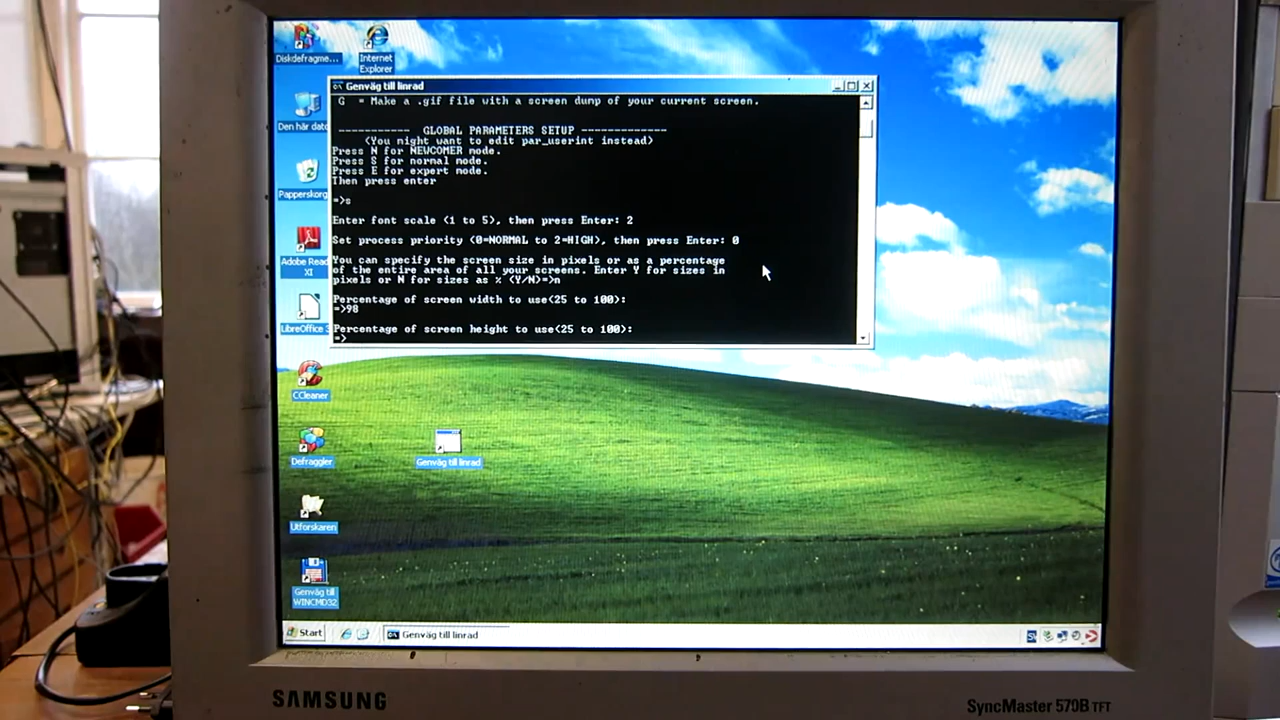 Diskdefragme...
Internet
Explorer
Den här dato
Papperskorg
Adobe Read
XI
LibreOffice 3
CCleaner
Defraggler
Utforskaren
Genväg till
WINCMD32
Genväg till linrad
Genväg till linrad
G = Make a .gif file with a screen dump of your current screen.
----------- GLOBAL PARAMETERS SETUP -------------
(You might want to edit par_userint instead)
Press N for NEWCOMER mode.
Press S for normal mode.
Press E for expert mode.
Then press enter
=>s
Enter font scale (1 to 5), then press Enter: 2
Set process priority (0=NORMAL to 2=HIGH), then press Enter: 0
You can specify the screen size in pixels or as a percentage
of the entire area of all your screens. Enter Y for sizes in
pixels or N for sizes as % (Y/N)=>n
Percentage of screen width to use(25 to 100):
=>98
Percentage of screen height to use(25 to 100):
=>
Start
Genväg till linrad
SV
SAMSUNG
SyncMaster 570B TFT